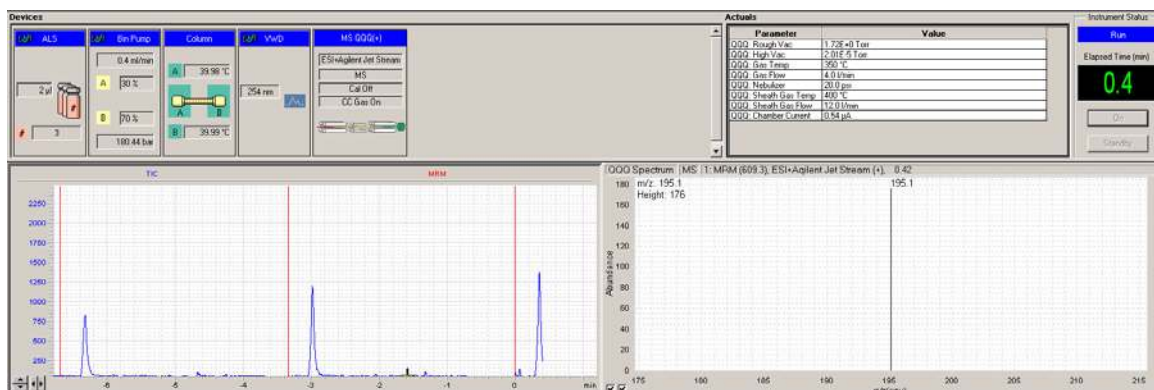 Devices
ALS
2 µl
3
Bin Pump
0.4 ml/min
A 30 %
B 70 %
180.44 bar
Column
A 39.98 °C
A B
B 39.99 °C
VWD
254 nm
MS QQQ(+)
ESI+Agilent Jet Stream
MS
Cal Off
CC Gas On
Actuals
Parameter Value
QQQ: Rough Vac 1.72E+0 Torr
QQQ: High Vac 2.01E-5 Torr
QQQ: Gas Temp 350 °C
QQQ: Gas Flow 4.0 l/min
QQQ: Nebulizer 20.0 psi
QQQ: Sheath Gas Temp 400 °C
QQQ: Sheath Gas Flow 12.0 l/min
QQQ: Chamber Current 0.54 µA
Instrument Status
Run
Elapsed Time (min)
0.4
On
Standby
TIC MRM
2250
2000
1750
1500
1250
1000
750
500
250
-6 -5 -4 -3 -2 -1 0 min
QQQ Spectrum MS 1: MRM (609.3), ESI+Agilent Jet Stream (+), 0.42
m/z: 195.1
Height: 176
195.1
Abundance
180
160
140
120
100
80
60
40
20
0
175 180 185 190 195 200 205 210 215